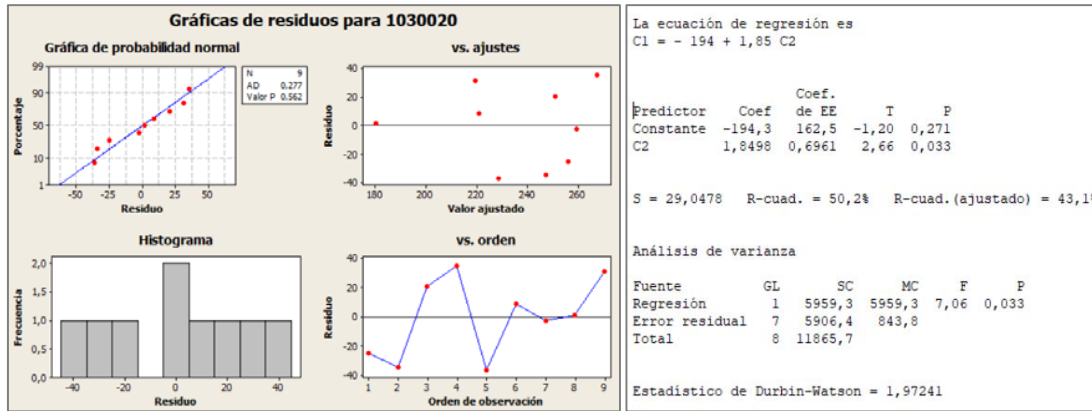 Gráficas de residuos para 1030020
Gráfica de probabilidad normal
99
90
50
10
1
Porcentaje
-50 -25 0 25 50
Residuo
N 9
AD 0.277
Valor P 0.562
vs. ajustes
40
20
0
-20
-40
Residuo
180 200 220 240 260
Valor ajustado
Histograma
2,0
1,5
1,0
0,5
0,0
Frecuencia
-40 -20 0 20 40
Residuo
vs. orden
40
20
0
-20
-40
Residuo
1 2 3 4 5 6 7 8 9
Orden de observación
La ecuación de regresión es
C1 = - 194 + 1,85 C2
Coef.
Predictor Coef de EE T P
Constante -194,3 162,5 -1,20 0,271
C2 1,8498 0,6961 2,66 0,033
S = 29,0478 R-cuad. = 50,2% R-cuad.(ajustado) = 43,1%
Análisis de varianza
Fuente GL SC MC F P
Regresión 1 5959,3 5959,3 7,06 0,033
Error residual 7 5906,4 843,8
Total 8 11865,7
Estadístico de Durbin-Watson = 1,97241